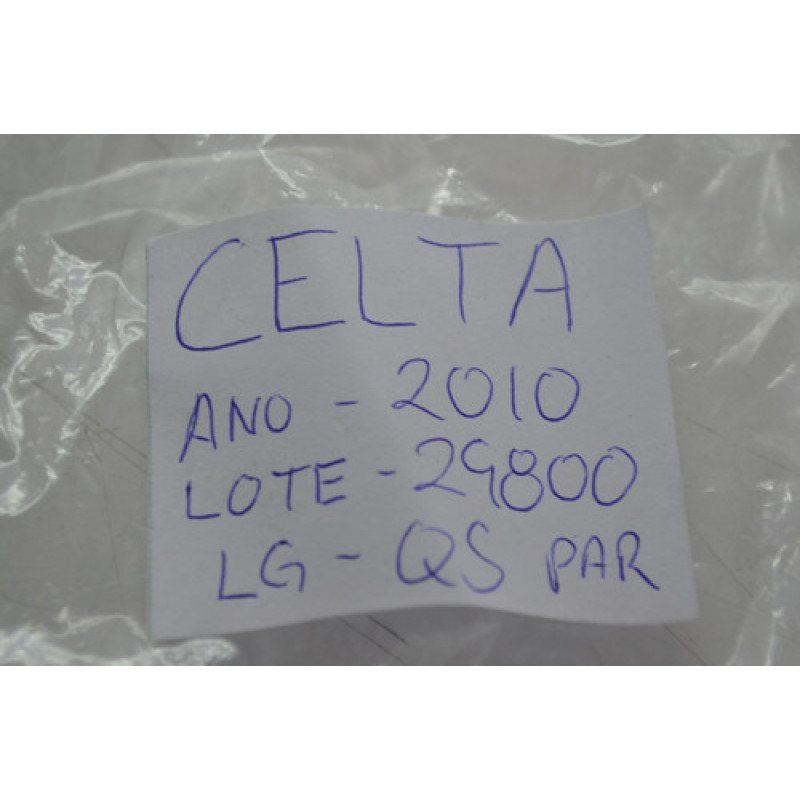 CELTA
ANO - 2010
LOTE - 29800
LG - QS PAR